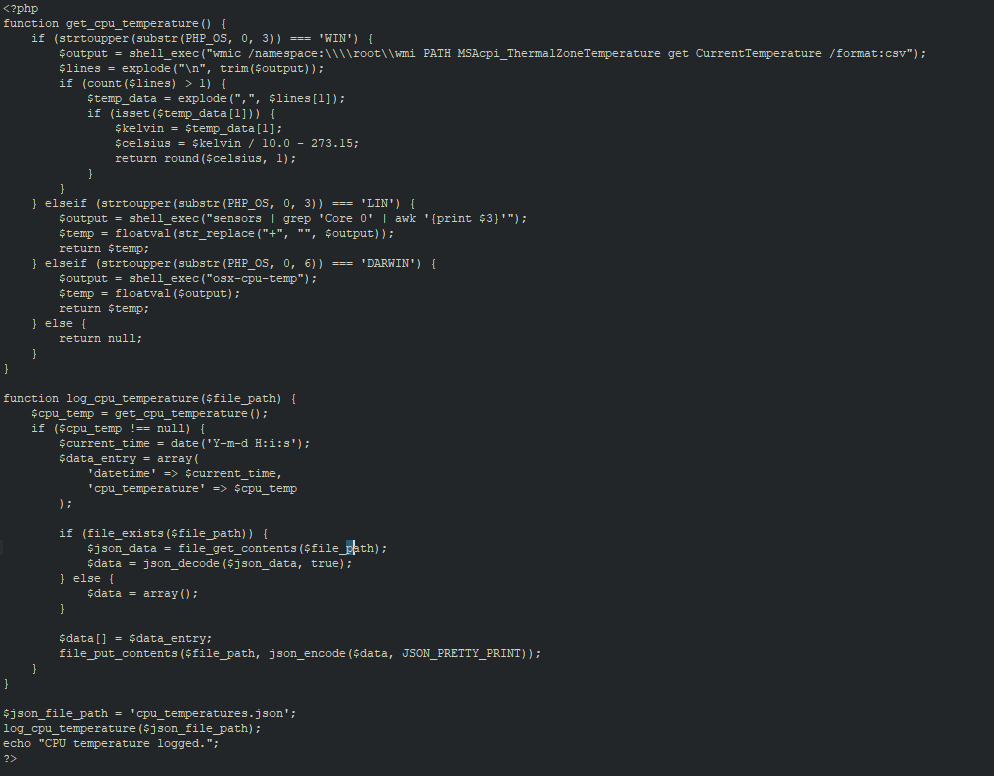 <?php
function get_cpu_temperature() {
    if (strtoupper(substr(PHP_OS, 0, 3)) === 'WIN') {
        $output = shell_exec("wmic /namespace:\\\\root\\wmi PATH MSAcpi_ThermalZoneTemperature get CurrentTemperature /format:csv");
        $lines = explode("\n", trim($output));
        if (count($lines) > 1) {
            $temp_data = explode(",", $lines[1]);
            if (isset($temp_data[1])) {
                $kelvin = $temp_data[1];
                $celsius = $kelvin / 10.0 - 273.15;
                return round($celsius, 1);
            }
        }
    } elseif (strtoupper(substr(PHP_OS, 0, 3)) === 'LIN') {
        $output = shell_exec("sensors | grep 'Core 0' | awk '{print $3}'");
        $temp = floatval(str_replace("+", "", $output));
        return $temp;
    } elseif (strtoupper(substr(PHP_OS, 0, 6)) === 'DARWIN') {
        $output = shell_exec("osx-cpu-temp");
        $temp = floatval($output);
        return $temp;
    } else {
        return null;
    }
}

function log_cpu_temperature($file_path) {
    $cpu_temp = get_cpu_temperature();
    if ($cpu_temp !== null) {
        $current_time = date('Y-m-d H:i:s');
        $data_entry = array(
            'datetime' => $current_time,
            'cpu_temperature' => $cpu_temp
        );

        if (file_exists($file_path)) {
            $json_data = file_get_contents($file_path);
            $data = json_decode($json_data, true);
        } else {
            $data = array();
        }

        $data[] = $data_entry;
        file_put_contents($file_path, json_encode($data, JSON_PRETTY_PRINT));
    }
}

$json_file_path = 'cpu_temperatures.json';
log_cpu_temperature($json_file_path);
echo "CPU temperature logged.";
?>